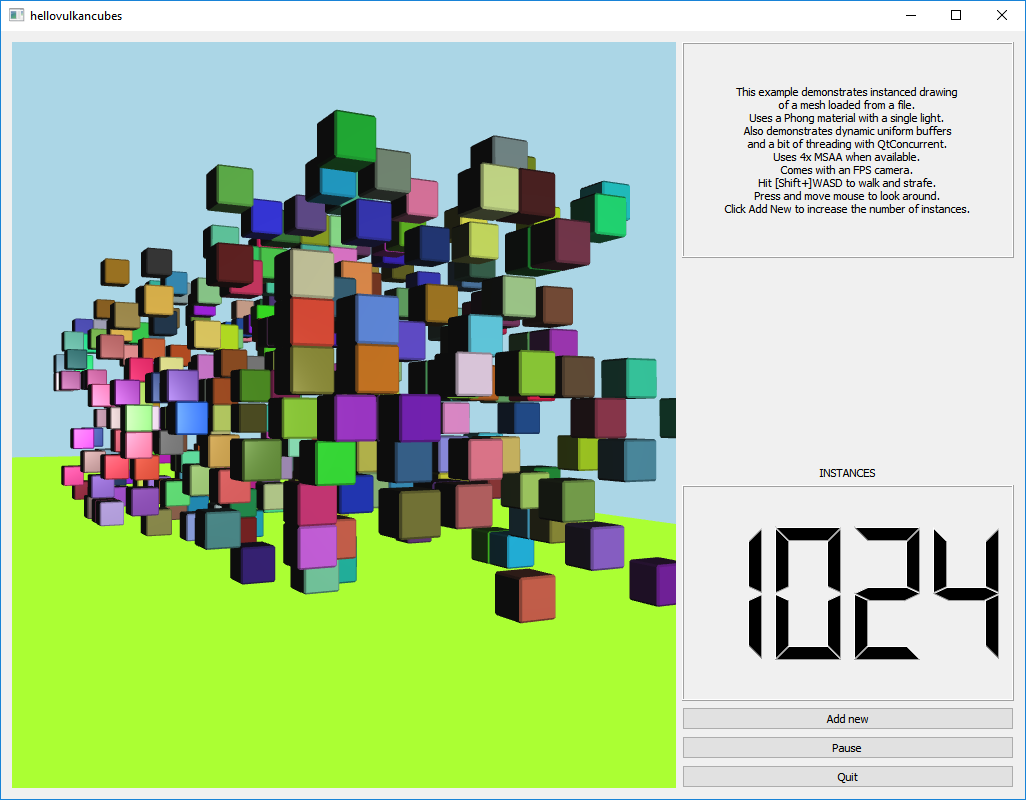 hellovulkancubes
This example demonstrates instanced drawing
of a mesh loaded from a file.
Uses a Phong material with a single light.
Also demonstrates dynamic uniform buffers
and a bit of threading with QtConcurrent.
Uses 4x MSAA when available.
Comes with an FPS camera.
Hit [Shift+]WASD to walk and strafe.
Press and move mouse to look around.
Click Add New to increase the number of instances.
INSTANCES
1024
Add new
Pause
Quit